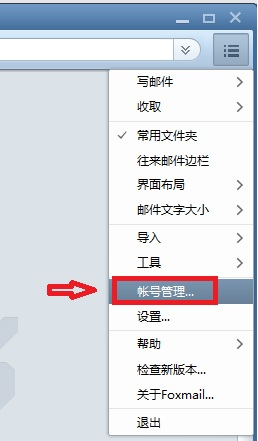 写邮件
收取
常用文件夹
往来邮件边栏
界面布局
邮件文字大小
导入
工具
帐号管理...
设置...
帮助
检查新版本...
关于Foxmail...
退出